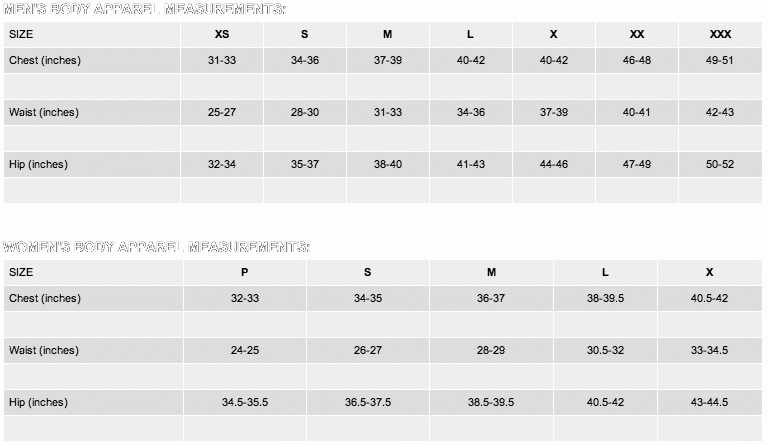 MEN'S BODY APPAREL MEASUREMENTS:
SIZE XS S M L X XX XXX
Chest (inches) 31-33 34-36 37-39 40-42 40-42 46-48 49-51
Waist (inches) 25-27 28-30 31-33 34-36 37-39 40-41 42-43
Hip (inches) 32-34 35-37 38-40 41-43 44-46 47-49 50-52
WOMEN'S BODY APPAREL MEASUREMENTS:
SIZE P S M L X
Chest (inches) 32-33 34-35 36-37 38-39.5 40.5-42
Waist (inches) 24-25 26-27 28-29 30.5-32 33-34.5
Hip (inches) 34.5-35.5 36.5-37.5 38.5-39.5 40.5-42 43-44.5